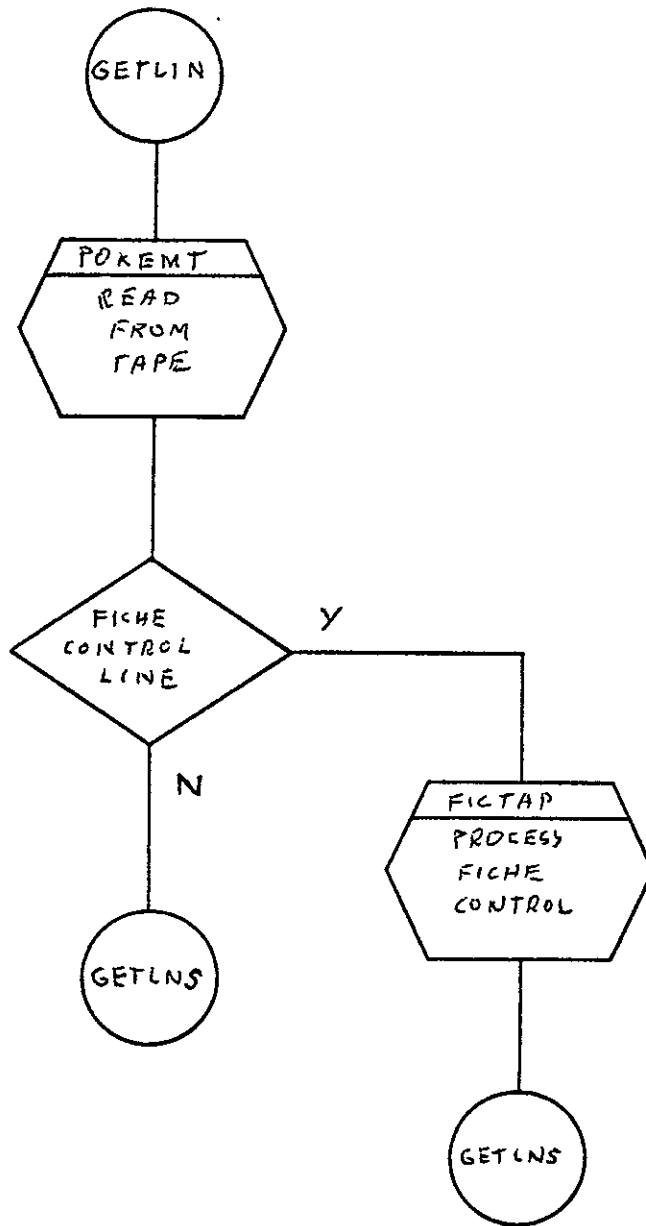 GETLIN
POKEMT
READ
FROM
TAPE
FICHE
CONTROL
LINE
Y
N
FICTAP
PROCESS
FICHE
CONTROL
GETLNS
GETLNS